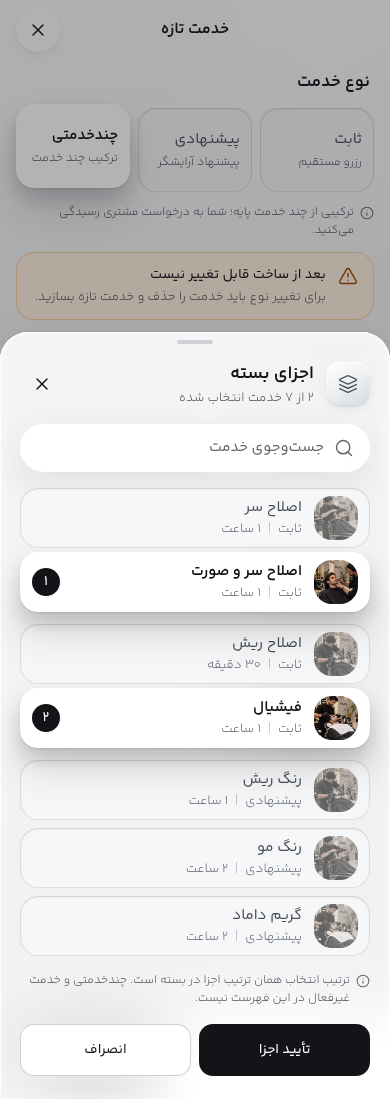 خدمت تازه
نوع خدمت
ثابت
رزرو مستقیم
پیشنهادی
پیشنهاد آرایشگر
چندخدمتی
ترکیب چند خدمت
ترکیبی از چند خدمت پایه؛ شما به درخواست مشتری رسیدگی
می‌کنید.
بعد از ساخت قابل تغییر نیست
برای تغییر نوع باید خدمت را حذف و خدمت تازه بسازید.
اجزای بسته
۲ از ۷ خدمت انتخاب شده
جست‌وجوی خدمت
اصلاح سر
ثابت | ۱ ساعت
اصلاح سر و صورت
ثابت | ۱ ساعت
۱
اصلاح ریش
ثابت | ۳۰ دقیقه
فیشیال
ثابت | ۱ ساعت
۲
رنگ ریش
پیشنهادی | ۱ ساعت
رنگ مو
پیشنهادی | ۲ ساعت
گریم داماد
پیشنهادی | ۲ ساعت
ترتیب انتخاب همان ترتیب اجزا در بسته است. چندخدمتی و خدمت
غیرفعال در این فهرست نیست.
تأیید اجزا
انصراف